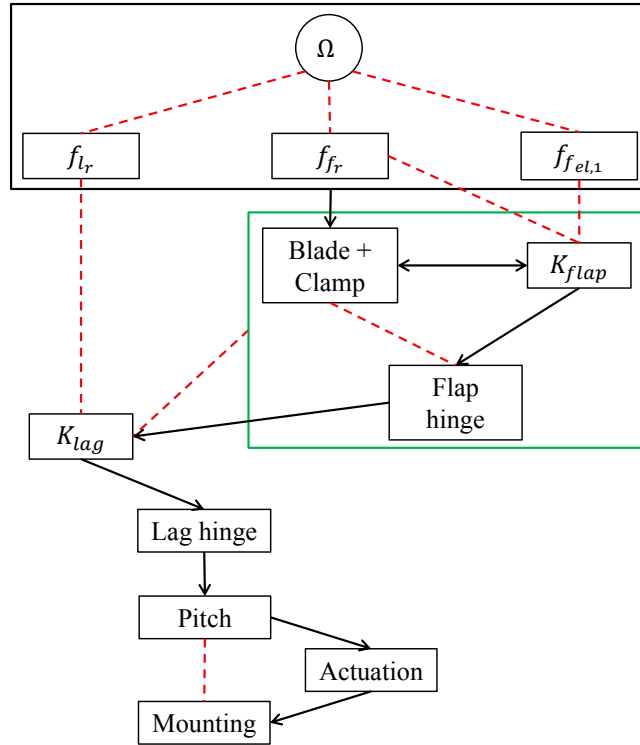 Ω
f_{l_r}
f_{f_r}
f_{f_{el,1}}
Blade +
Clamp
K_{flap}
Flap
hinge
K_{lag}
Lag hinge
Pitch
Actuation
Mounting